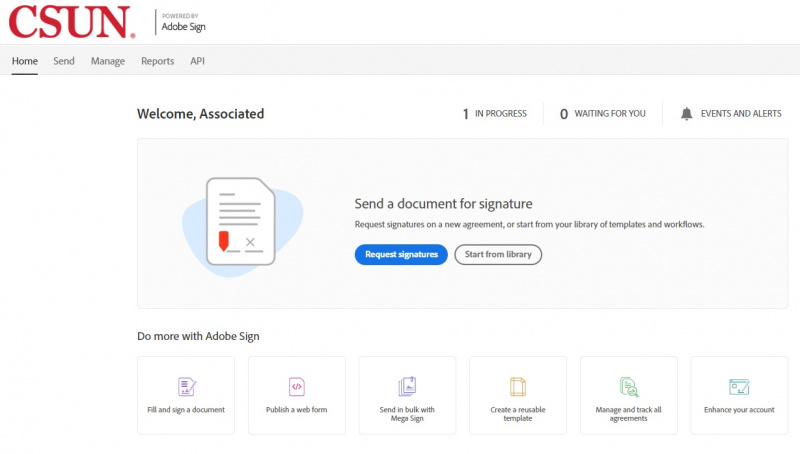 CSUN.
POWERED BY
Adobe Sign
Home Send Manage Reports API
Welcome, Associated
1 IN PROGRESS
0 WAITING FOR YOU
EVENTS AND ALERTS
Send a document for signature
Request signatures on a new agreement, or start from your library of templates and workflows.
Request signatures
Start from library
Do more with Adobe Sign
Fill and sign a document
Publish a web form
Send in bulk with
Mega Sign
Create a reusable
template
Manage and track all
agreements
Enhance your account